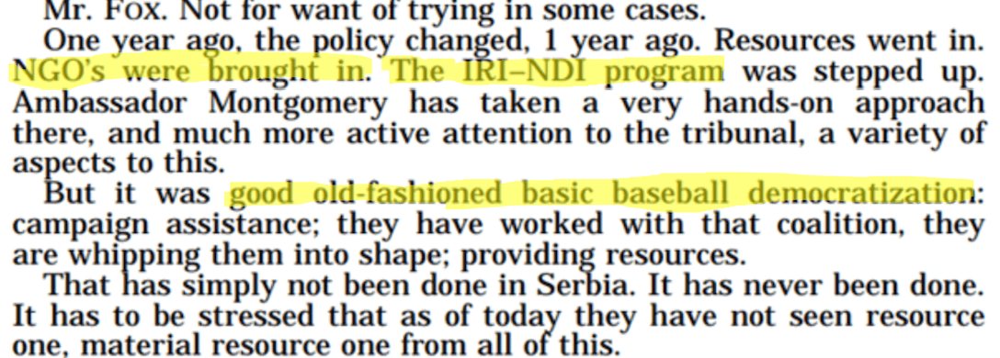 Mr. FOX. Not for want of trying in some cases.
One year ago, the policy changed, 1 year ago. Resources went in.
NGO's were brought in. The IRI–NDI program was stepped up.
Ambassador Montgomery has taken a very hands-on approach
there, and much more active attention to the tribunal, a variety of
aspects to this.
But it was good old-fashioned basic baseball democratization:
campaign assistance; they have worked with that coalition, they
are whipping them into shape; providing resources.
That has simply not been done in Serbia. It has never been done.
It has to be stressed that as of today they have not seen resource
one, material resource one from all of this.